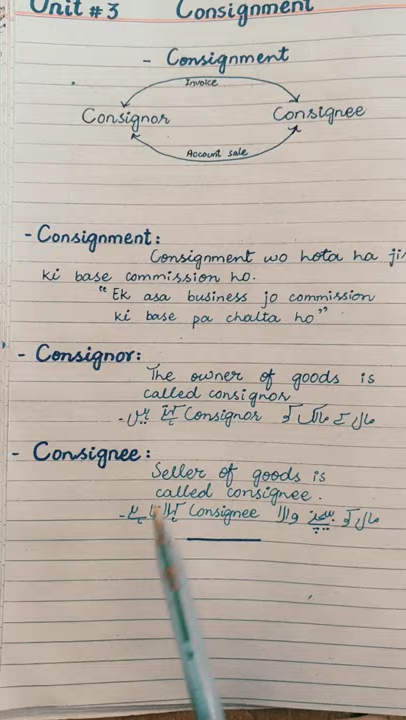 Unit # 3 Consignment
- Consignment
Invoice
Consignor Consignee
Account sale
- Consignment:
Consignment wo hota ha jis
ki base commission ho.
"Ek asa business jo commission
ki base pa chalta ho"
- Consignor:
The owner of goods is
called consignor
مال کے مالک کو Consignor کہتے ہیں۔
- Consignee:
Seller of goods is
called consignee.
مال کو بیچنے والا Consignee کہلاتا ہے۔